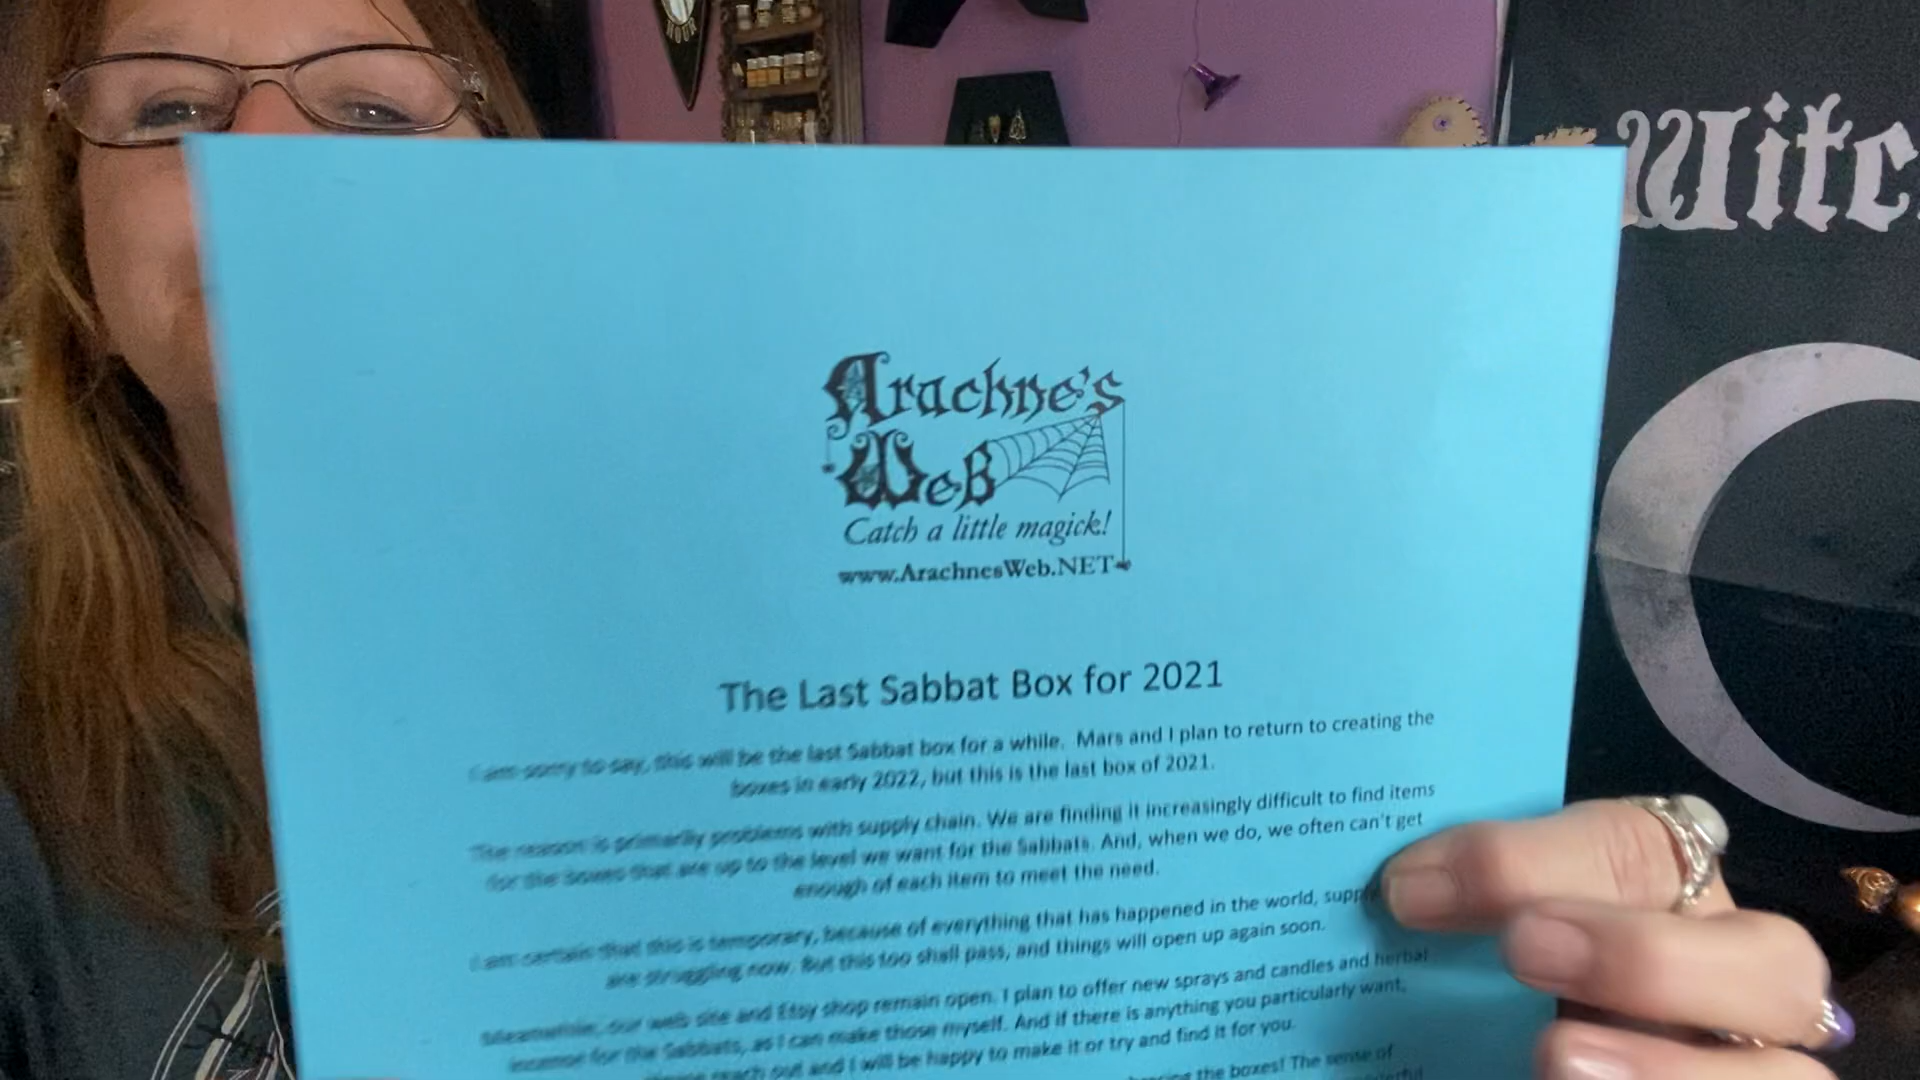 Witc
Arachne's
Web
Catch a little magick!
www.ArachnesWeb.NET
The Last Sabbat Box for 2021
I am sorry to say, this will be the last Sabbat box for a while. Mars and I plan to return to creating the
boxes in early 2022, but this is the last box of 2021.
The reason is primarily problems with supply chain. We are finding it increasingly difficult to find items
for the boxes that are up to the level we want for the Sabbats. And, when we do, we often can't get
enough of each item to meet the need.
I am certain that this is temporary, because of everything that has happened in the world,
are struggling now. But this too shall pass, and things will open up again soon.
Meanwhile, our web site and Etsy shop remain open. I plan to offer new sprays and candles and herbal
incense for the Sabbats, as I can make those myself. And if there is anything you particularly want,
please reach out and I will be happy to make it or try and find it for you.
the boxes! The sense of